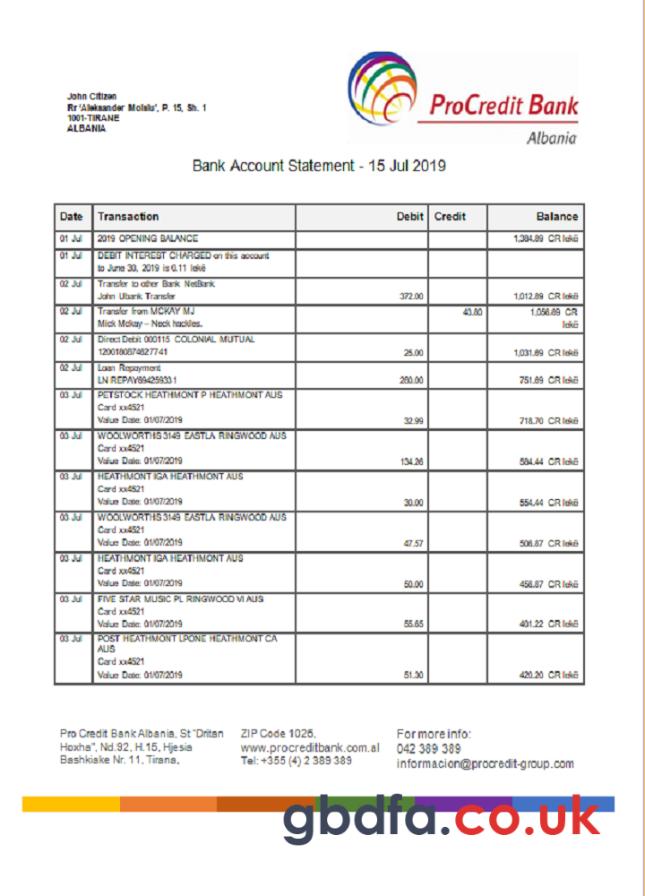 John Citizen
Rr 'Aleksander Moisiu', P. 15, Sh. 1
1001-TIRANE
ALBANIA
ProCredit Bank
Albania
Bank Account Statement - 15 Jul 2019
Date Transaction Debit Credit Balance
01 Jul 2019 OPENING BALANCE 1,384.89 CR lekë
01 Jul DEBIT INTEREST CHARGED on this account
to June 30, 2019 is 0.11 lekë
02 Jul Transfer to other Bank NetBank
John Ubank Transfer 372.00 1,012.89 CR lekë
02 Jul Transfer from MCKAY MJ 43.80 1,056.69 CR
Mick Mckay – Neck hackles. lekë
02 Jul Direct Debit 000115 COLONIAL MUTUAL
1200180874627741 25.00 1,031.69 CR lekë
02 Jul Loan Repayment
LN REPAY694259331 280.00 751.69 CR lekë
03 Jul PETSTOCK HEATHMONT P HEATHMONT AUS
Card xx4521
Value Date: 01/07/2019 32.99 718.70 CR lekë
03 Jul WOOLWORTHS 3149 EASTLA RINGWOOD AUS
Card xx4521
Value Date: 01/07/2019 134.26 584.44 CR lekë
03 Jul HEATHMONT IGA HEATHMONT AUS
Card xx4521
Value Date: 01/07/2019 30.00 554.44 CR lekë
03 Jul WOOLWORTHS 3149 EASTLA RINGWOOD AUS
Card xx4521
Value Date: 01/07/2019 47.57 506.87 CR lekë
03 Jul HEATHMONT IGA HEATHMONT AUS
Card xx4521
Value Date: 01/07/2019 50.00 456.87 CR lekë
03 Jul FIVE STAR MUSIC PL RINGWOOD VI AUS
Card xx4521
Value Date: 01/07/2019 55.65 401.22 CR lekë
03 Jul POST HEATHMONT LPONE HEATHMONT CA
AUS
Card xx4521
Value Date: 01/07/2019 51.30 420.20 CR lekë
Pro Credit Bank Albania, St "Dritan ZIP Code 1026, For more info:
Hoxha", Nd.92, H.15, Hjesia www.procreditbank.com.al 042 389 389
Bashkiake Nr. 11, Tirana, Tel: +355 (4) 2 389 389 informacion@procredit-group.com
gbdfa.co.uk